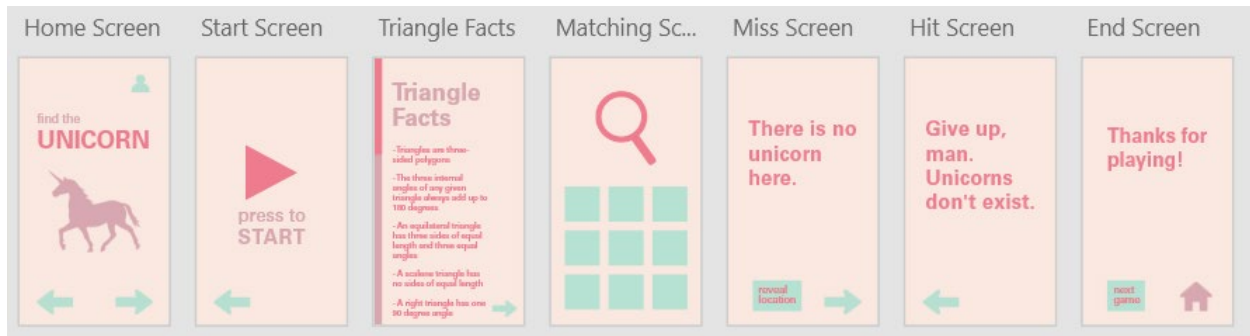 Home Screen
Start Screen
Triangle Facts
Matching Sc...
Miss Screen
Hit Screen
End Screen
find the
UNICORN
press to
START
Triangle
Facts
-Triangles are three-
sided polygons
-The three internal
angles of any given
triangle always add up to
180 degrees
-An equilateral triangle
has three sides of equal
length and three equal
angles
-A scalene triangle has
no sides of equal length
-A right triangle has one
90 degree angle
There is no
unicorn
here.
reveal
location
Give up,
man.
Unicorns
don't exist.
Thanks for
playing!
next
game